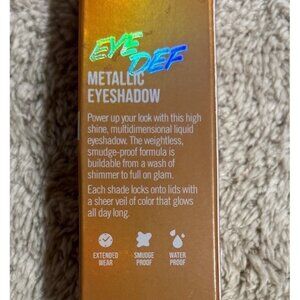 EYE
DEF
METALLIC
EYESHADOW
Power up your look with this high
shine, multidimensional liquid
eyeshadow. The weightless,
smudge-proof formula is
buildable from a wash of
shimmer to full on glam.
Each shade locks onto lids with
a sheer veil of color that glows
all day long.
EXTENDED WEAR
SMUDGE PROOF
WATER PROOF